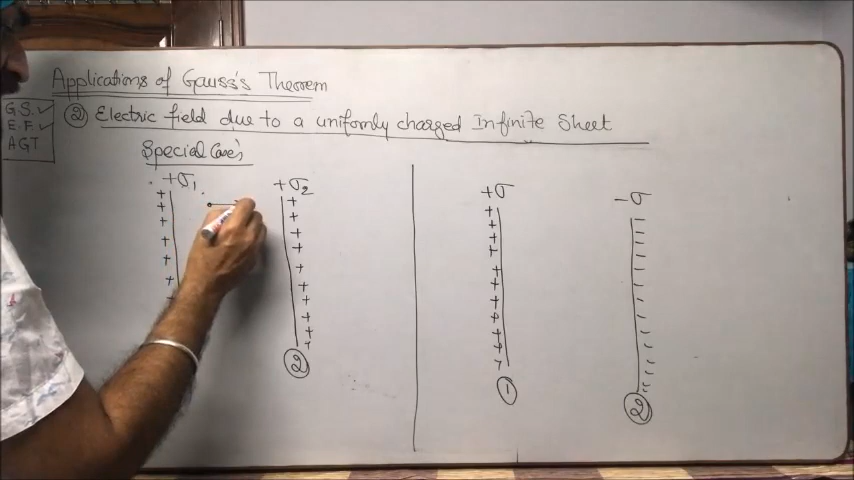 Applications of Gauss's Theorem
G.S. ✓
E.F. ✓
AGT
② Electric field due to a uniformly charged Infinite Sheet
Special Cases
+σ₁
+σ₂
+σ
-σ
②
①
②